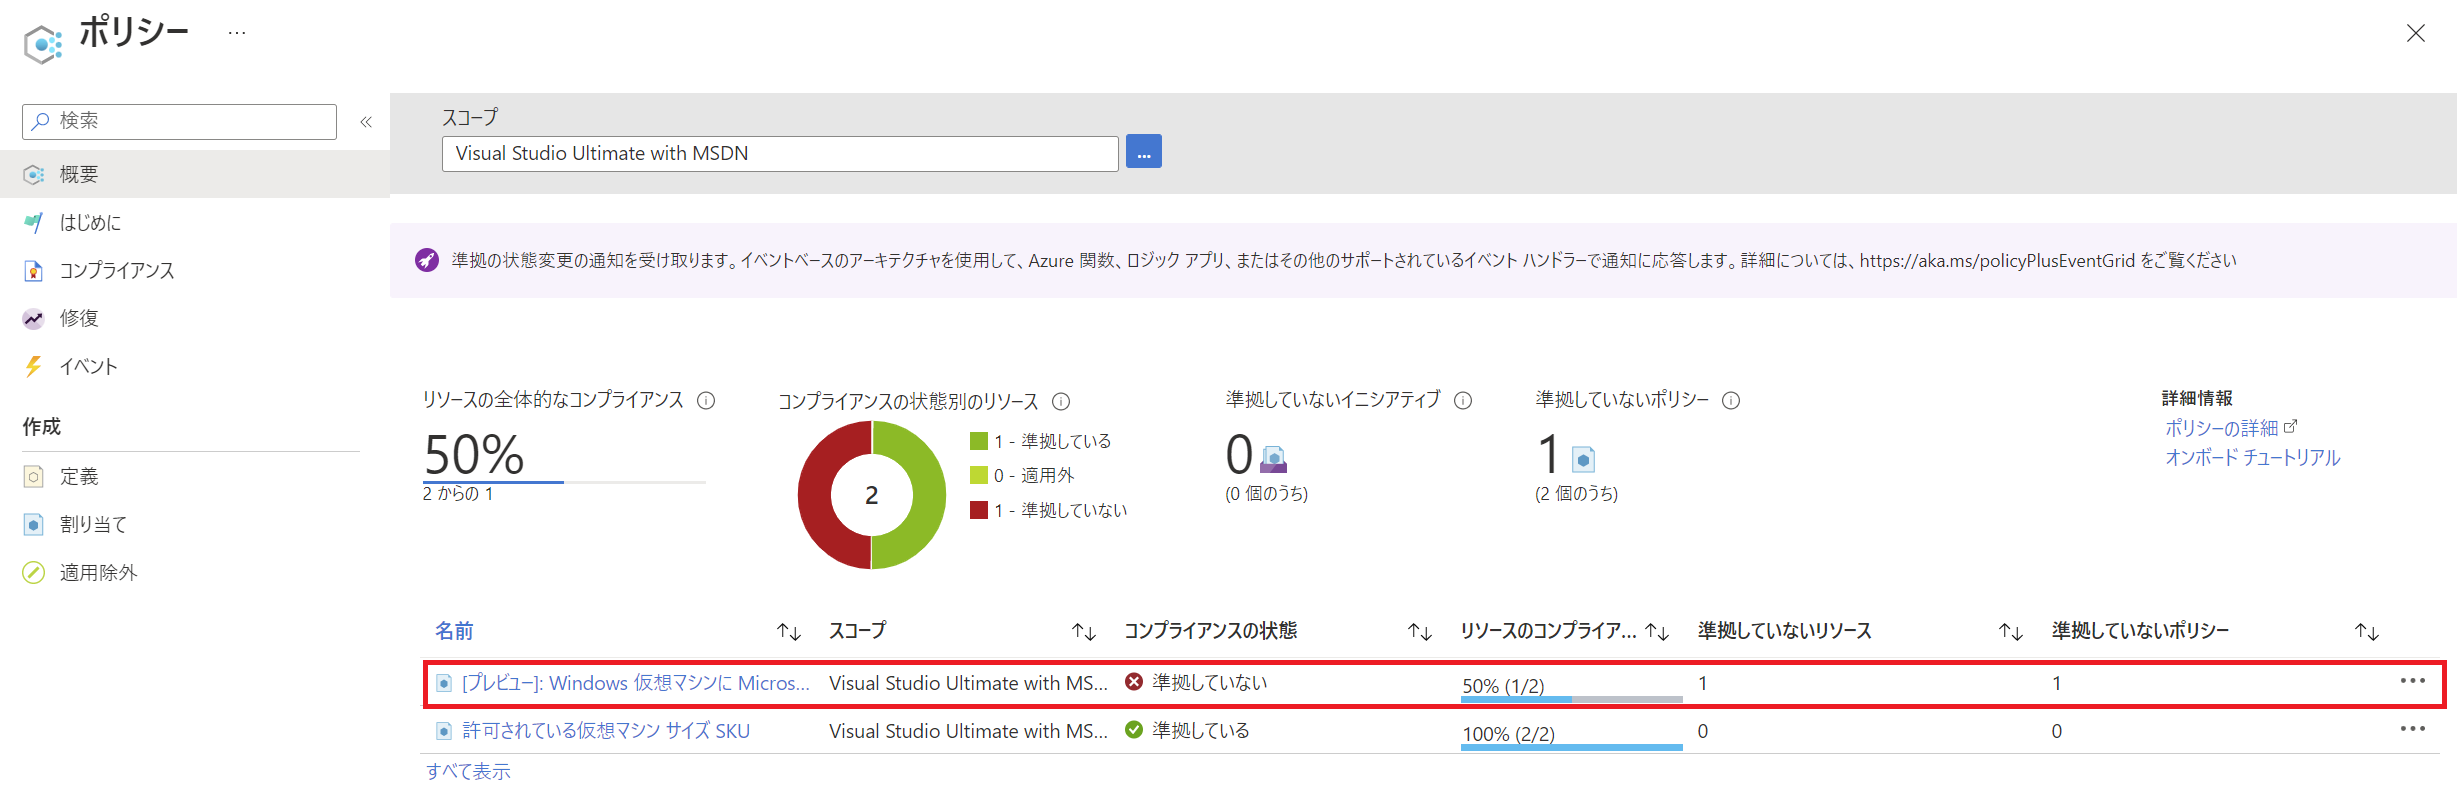 ポリシー ...
検索 «
概要
はじめに
コンプライアンス
修復
イベント
作成
定義
割り当て
適用除外
スコープ
Visual Studio Ultimate with MSDN ...
準拠の状態変更の通知を受け取ります。イベントベースのアーキテクチャを使用して、Azure 関数、ロジック アプリ、またはその他のサポートされているイベント ハンドラーで通知に応答します。詳細については、https://aka.ms/policyPlusEventGrid をご覧ください
リソースの全体的なコンプライアンス
50%
2 からの 1
コンプライアンスの状態別のリソース
2
1 - 準拠している
0 - 適用外
1 - 準拠していない
準拠していないイニシアティブ
0
(0 個のうち)
準拠していないポリシー
1
(2 個のうち)
詳細情報
ポリシーの詳細
オンボード チュートリアル
名前 スコープ コンプライアンスの状態 リソースのコンプライア... 準拠していないリソース 準拠していないポリシー
[プレビュー]: Windows 仮想マシンに Micros... Visual Studio Ultimate with MS... 準拠していない 50% (1/2) 1 1 ...
許可されている仮想マシン サイズ SKU Visual Studio Ultimate with MS... 準拠している 100% (2/2) 0 0 ...
すべて表示